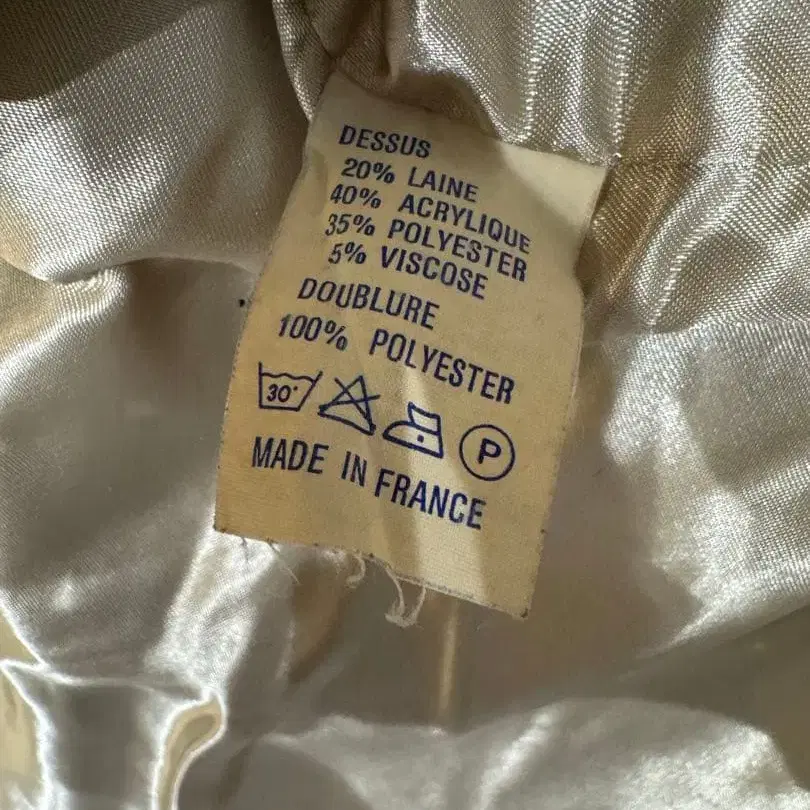 DESSUS
20% LAINE
40% ACRYLIQUE
35% POLYESTER
5% VISCOSE
DOUBLURE
100% POLYESTER
30° P
MADE IN FRANCE